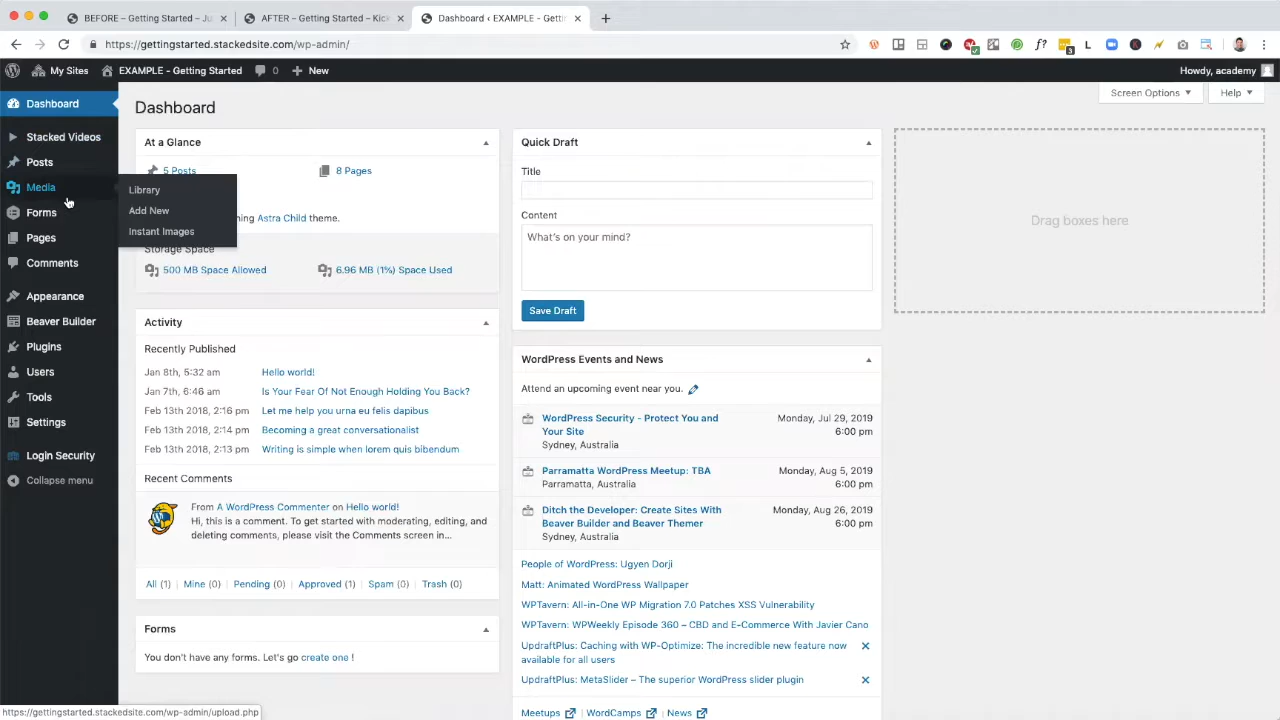 BEFORE – Getting Started – Ju
AFTER – Getting Started – Kick
Dashboard ‹ EXAMPLE - Getti
https://gettingstarted.stackedsite.com/wp-admin/
My Sites
EXAMPLE - Getting Started
0
New
Howdy, academy
Dashboard
Stacked Videos
Posts
Media
Forms
Pages
Comments
Appearance
Beaver Builder
Plugins
Users
Tools
Settings
Login Security
Collapse menu
Library
Add New
Instant Images
Dashboard
Screen Options
Help
At a Glance
5 Posts
8 Pages
Astra Child theme.
Storage Space
500 MB Space Allowed
6.96 MB (1%) Space Used
Activity
Recently Published
Jan 8th, 5:32 am Hello world!
Jan 7th, 6:46 am Is Your Fear Of Not Enough Holding You Back?
Feb 13th 2018, 2:16 pm Let me help you urna eu felis dapibus
Feb 13th 2018, 2:14 pm Becoming a great conversationalist
Feb 13th 2018, 2:13 pm Writing is simple when lorem quis bibendum
Recent Comments
From A WordPress Commenter on Hello world!
Hi, this is a comment. To get started with moderating, editing, and
deleting comments, please visit the Comments screen in…
All (1) | Mine (0) | Pending (0) | Approved (1) | Spam (0) | Trash (0)
Forms
You don't have any forms. Let's go create one !
Quick Draft
Title
Content
What's on your mind?
Save Draft
WordPress Events and News
Attend an upcoming event near you.
WordPress Security - Protect You and
Your Site
Sydney, Australia
Monday, Jul 29, 2019
6:00 pm
Parramatta WordPress Meetup: TBA
Parramatta, Australia
Monday, Aug 5, 2019
6:00 pm
Ditch the Developer: Create Sites With
Beaver Builder and Beaver Themer
Sydney, Australia
Monday, Aug 26, 2019
6:00 pm
People of WordPress: Ugyen Dorji
Matt: Animated WordPress Wallpaper
WPTavern: All-in-One WP Migration 7.0 Patches XSS Vulnerability
WPTavern: WPWeekly Episode 360 – CBD and E-Commerce With Javier Cano
UpdraftPlus: Caching with WP-Optimize: The incredible new feature now
available for all users
UpdraftPlus: MetaSlider – The superior WordPress slider plugin
Meetups | WordCamps | News
Drag boxes here
https://gettingstarted.stackedsite.com/wp-admin/upload.php